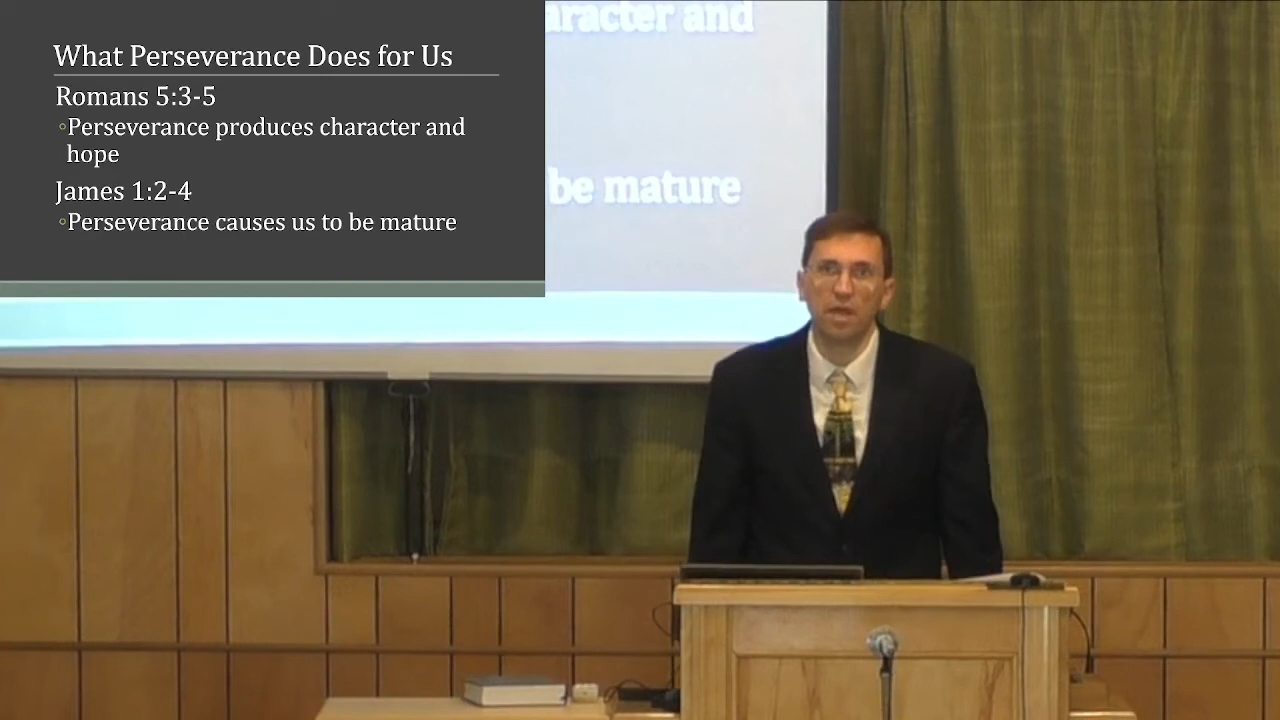 What Perseverance Does for Us
Romans 5:3-5
◦Perseverance produces character and
hope
James 1:2-4
◦Perseverance causes us to be mature
aracter and
be mature